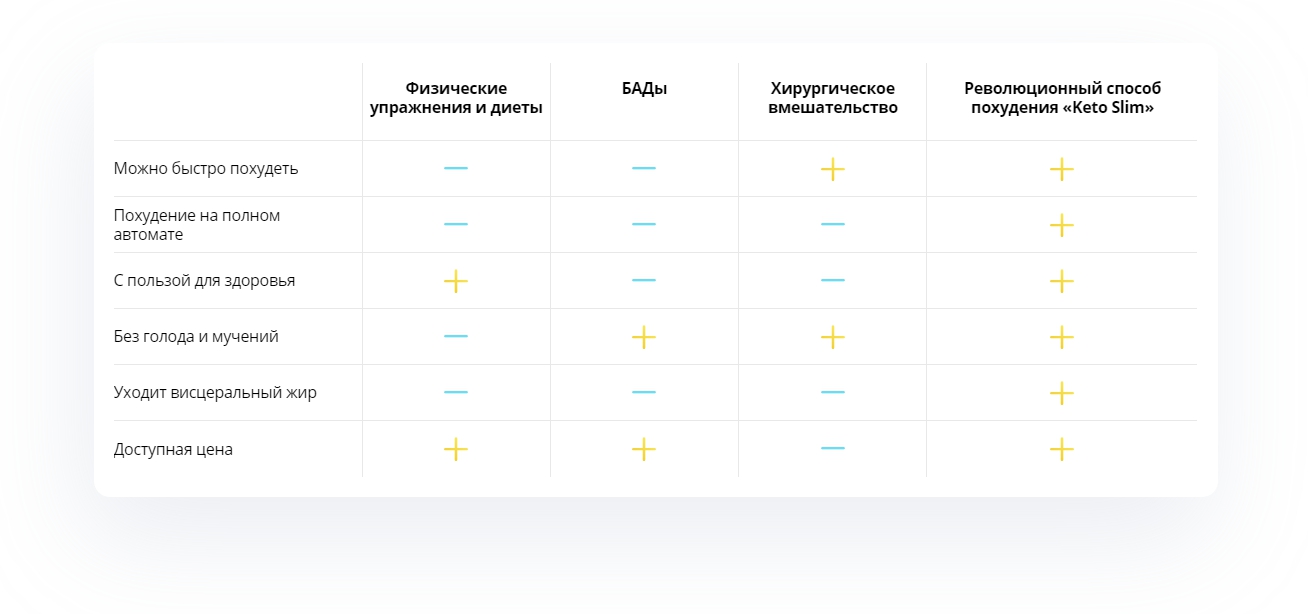 Физические
упражнения и диеты
БАДы
Хирургическое
вмешательство
Революционный способ
похудения «Keto Slim»
Можно быстро похудеть
— — + +
Похудение на полном
автомате
— — — +
С пользой для здоровья
+ — — +
Без голода и мучений
— + + +
Уходит висцеральный жир
— — — +
Доступная цена
+ + — +